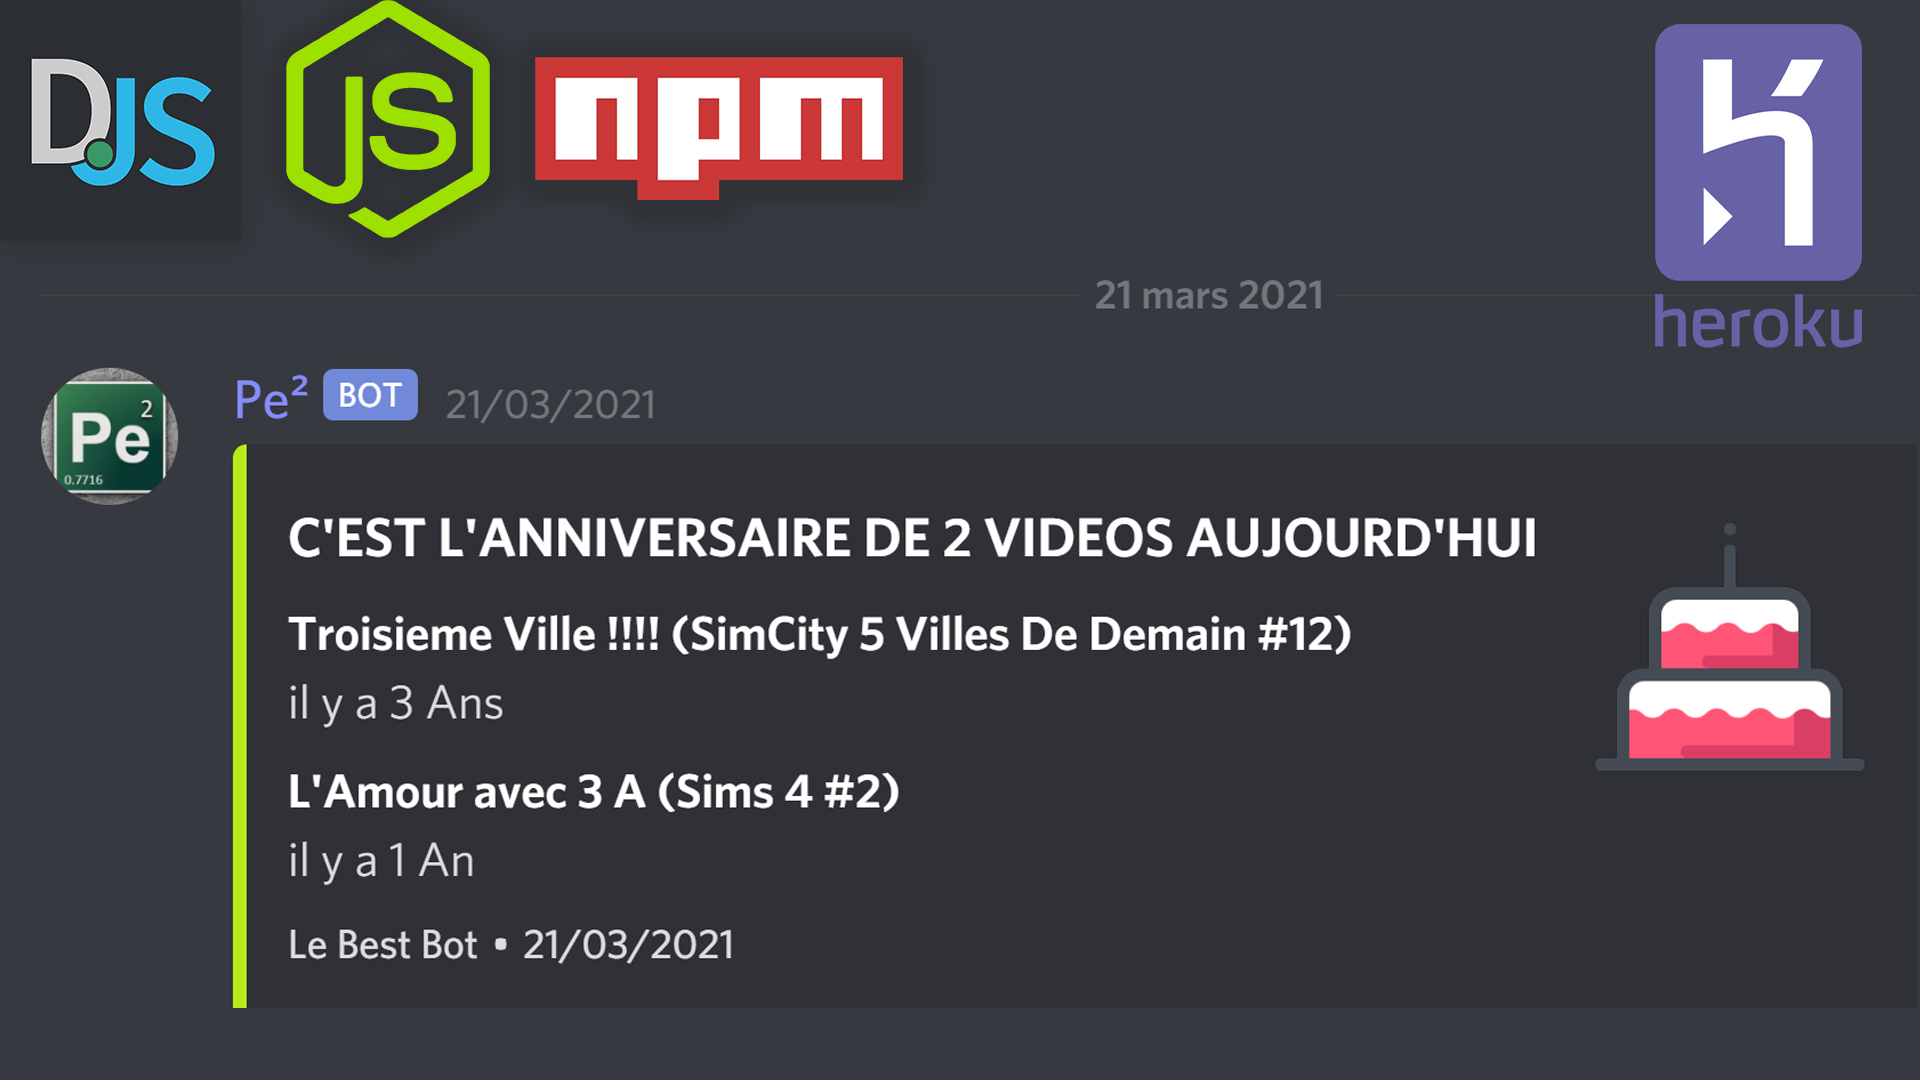 DJS
JS
npm
heroku
21 mars 2021
Pe²
0.7716
Pe² BOT 21/03/2021
C'EST L'ANNIVERSAIRE DE 2 VIDEOS AUJOURD'HUI
Troisieme Ville !!!! (SimCity 5 Villes De Demain #12)
il y a 3 Ans
L'Amour avec 3 A (Sims 4 #2)
il y a 1 An
Le Best Bot • 21/03/2021